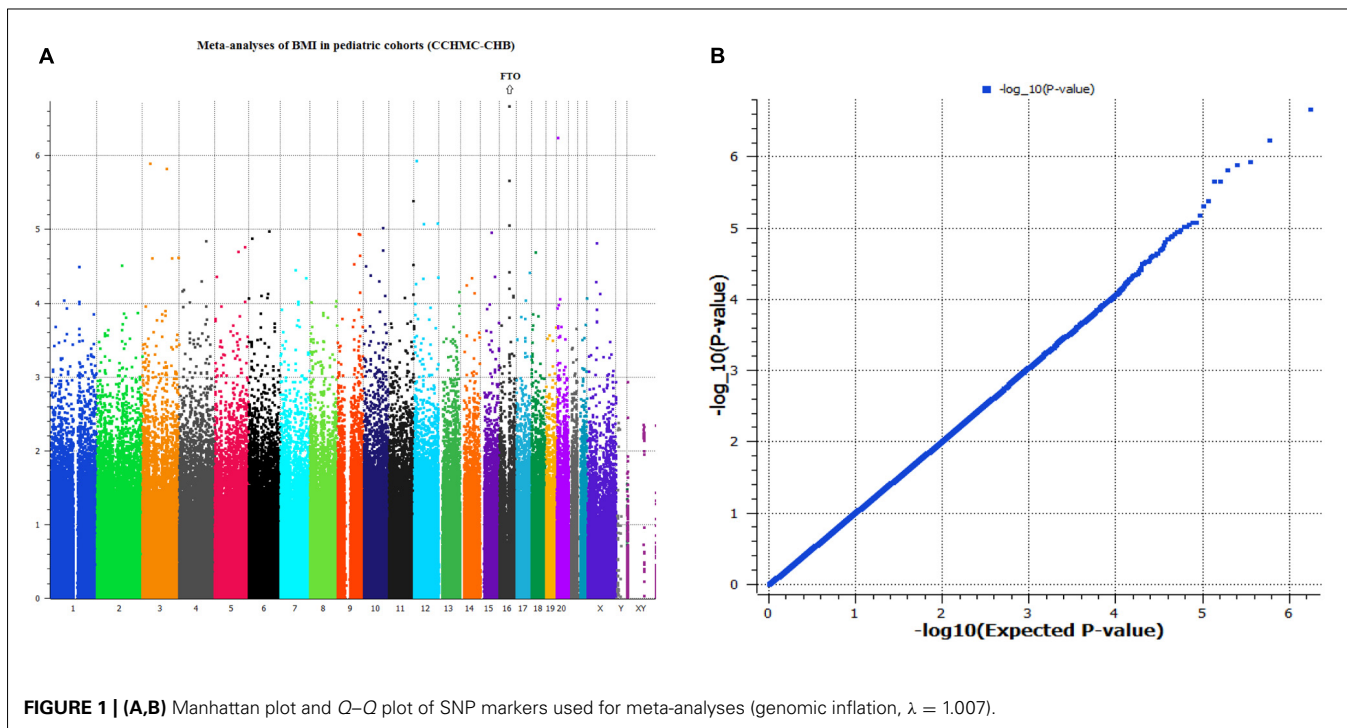 A
Meta-analyses of BMI in pediatric cohorts (CCHMC-CHB)
FTO
6
5
4
3
2
1
0
1 2 3 4 5 6 7 8 9 10 11 12 13 14 15 16 17 18 19 20 X Y XY
B
-log_10(P-value)
-log_10(P-value)
6
5
4
3
2
1
0
0 1 2 3 4 5 6
-log10(Expected P-value)
FIGURE 1 | (A,B) Manhattan plot and Q–Q plot of SNP markers used for meta-analyses (genomic inflation, λ = 1.007).